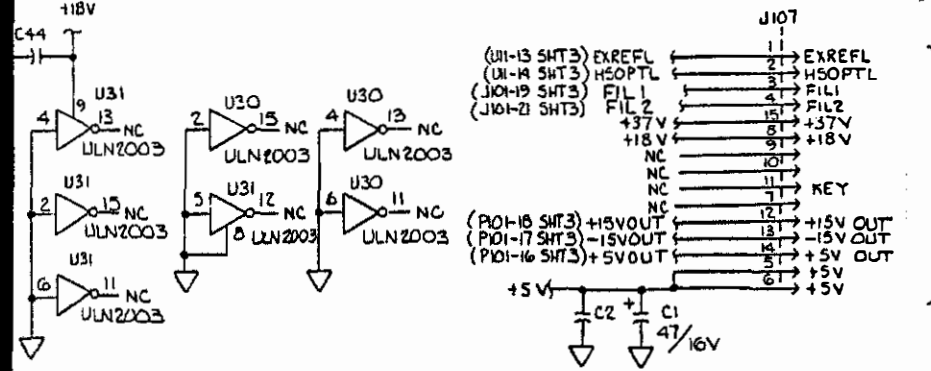 +18V
C44
9
U31
4
13
NC
ULN2003
U31
2
15
NC
ULN2003
U31
6
11
NC
ULN2003
U30
2
15
NC
ULN2003
U31
5
12
NC
8
ULN2003
U30
4
13
NC
ULN2003
U30
6
11
NC
ULN2003
J107
(U11-13 SHT3) EXREFL 1 EXREFL
(U11-14 SHT3) HSOPTL 2 HSOPTL
(J101-19 SHT3) FIL1 3 FIL1
(J101-21 SHT3) FIL2 4 FIL2
+37V 15 +37V
+18V 8 +18V
NC 9
NC 10
NC 11 KEY
NC 7
(P101-18 SHT3) +15VOUT 12 +15V OUT
(P101-17 SHT3) -15VOUT 13 -15V OUT
(P101-16 SHT3) +5VOUT 14 +5V OUT
5 +5V
+5V 6 +5V
C2
+ C1
47/16V